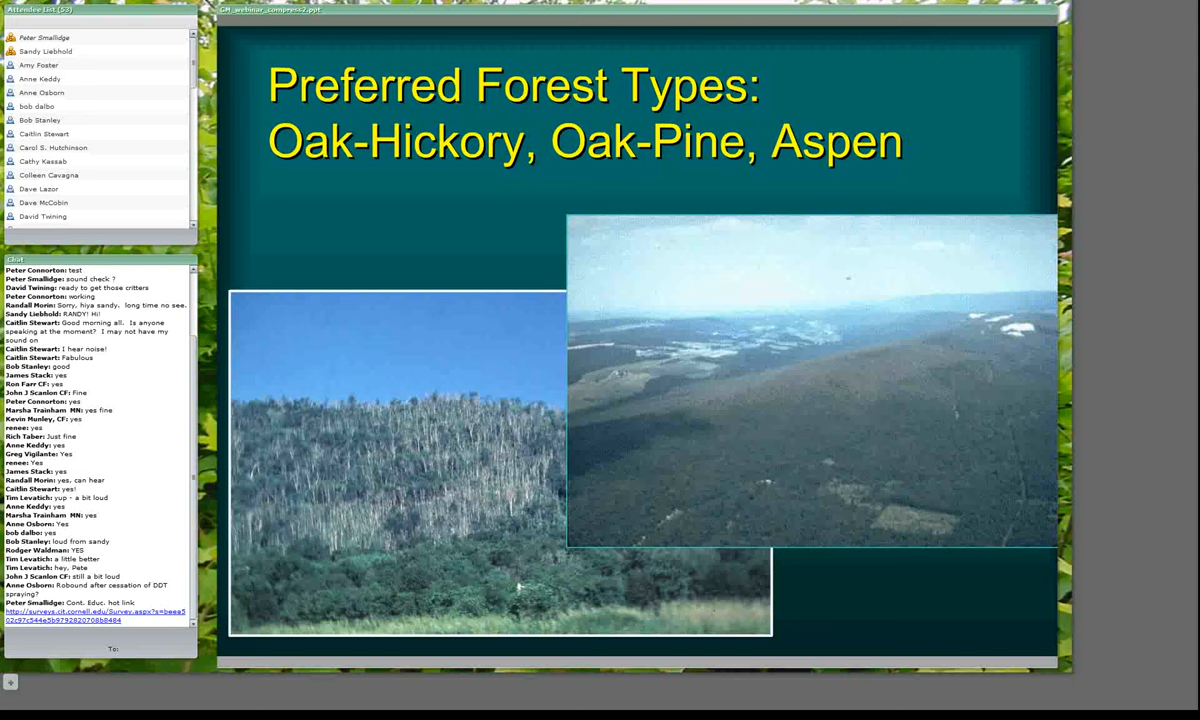 Attendee List (53)
Peter Smallidge
Sandy Liebhold
Amy Foster
Anne Keddy
Anne Osborn
bob dalbo
Bob Stanley
Caitlin Stewart
Carol S. Hutchinson
Cathy Kassab
Colleen Cavagna
Dave Lazor
Dave McCobin
David Twining
Chat
Peter Connorton: test
Peter Smallidge: sound check ?
David Twining: ready to get those critters
Peter Connorton: working
Randall Morin: Sorry, hiya sandy. long time no see.
Sandy Liebhold: RANDY! Hi!
Caitlin Stewart: Good morning all. Is anyone
speaking at the moment? I may not have my
sound on
Caitlin Stewart: I hear noise!
Caitlin Stewart: Fabulous
Bob Stanley: good
James Stack: yes
Ron Farr CF: yes
John J Scanlon CF: Fine
Peter Connorton: yes
Marsha Trainham MN: yes fine
Kevin Munley, CF: yes
renee: yes
Rich Taber: Just fine
Anne Keddy: yes
Greg Vigilante: Yes
renee: Yes
James Stack: yes
Randall Morin: yes, can hear
Caitlin Stewart: yes!
Tim Levatich: yup - a bit loud
Anne Keddy: yes
Marsha Trainham MN: yes
Anne Osborn: Yes
bob dalbo: yes
Bob Stanley: loud from sandy
Rodger Waldman: YES
Tim Levatich: a little better
Tim Levatich: hey, Pete
John J Scanlon CF: still a bit loud
Anne Osborn: Robound after cessation of DDT
spraying?
Peter Smallidge: Cont. Educ. hot link
http://surveys.cit.cornell.edu/Survey.aspx?s=beea5
02c97c544e5b9792820708b8484
To:
GM_webinar_compress2.ppt
Preferred Forest Types:
Oak-Hickory, Oak-Pine, Aspen